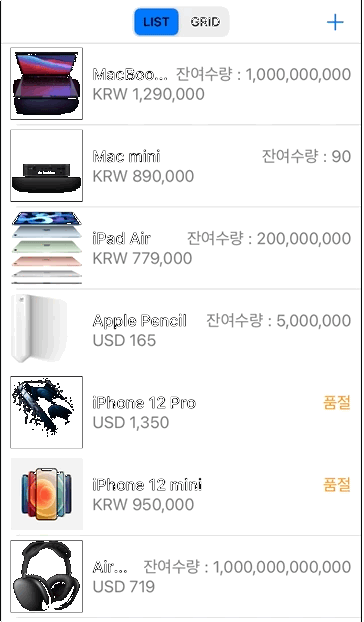 LIST GRID +
MacBoo... 잔여수량 : 1,000,000,000
KRW 1,290,000
Mac mini 잔여수량 : 90
KRW 890,000
iPad Air 잔여수량 : 200,000,000
KRW 779,000
Apple Pencil 잔여수량 : 5,000,000
USD 165
iPhone 12 Pro 품절
USD 1,350
iPhone 12 mini 품절
KRW 950,000
Air... 잔여수량 : 1,000,000,000,000
USD 719